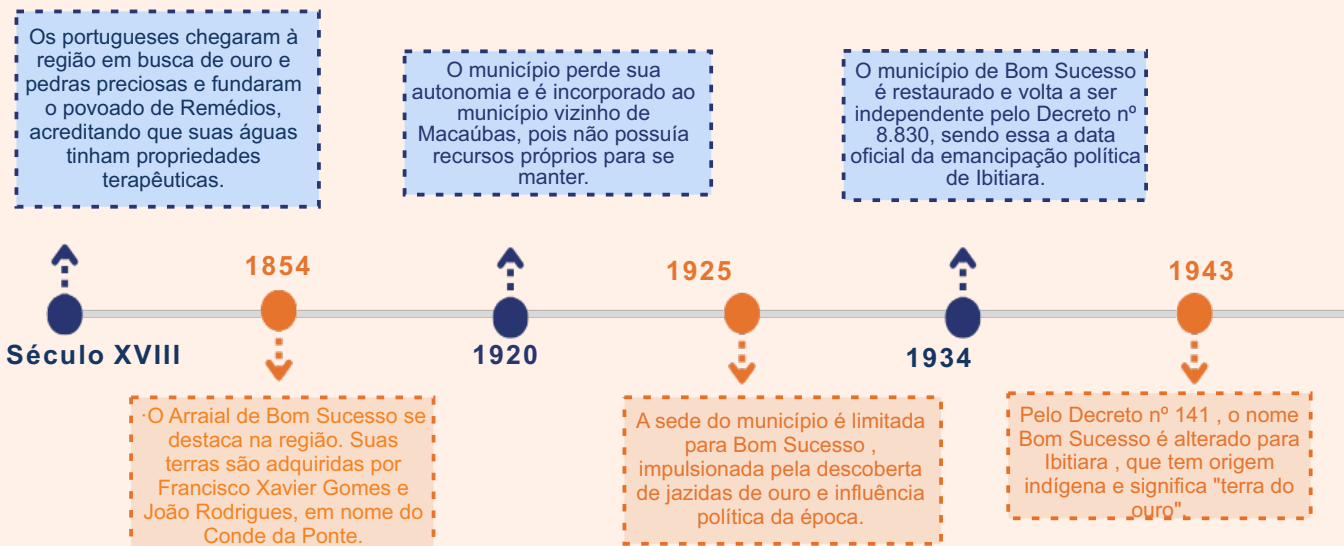 Os portugueses chegaram à
região em busca de ouro e
pedras preciosas e fundaram
o povoado de Remédios,
acreditando que suas águas
tinham propriedades
terapêuticas.
Século XVIII
1854
·O Arraial de Bom Sucesso se
destaca na região. Suas
terras são adquiridas por
Francisco Xavier Gomes e
João Rodrigues, em nome do
Conde da Ponte.
O município perde sua
autonomia e é incorporado ao
município vizinho de
Macaúbas, pois não possuía
recursos próprios para se
manter.
1920
1925
A sede do município é limitada
para Bom Sucesso ,
impulsionada pela descoberta
de jazidas de ouro e influência
política da época.
O município de Bom Sucesso
é restaurado e volta a ser
independente pelo Decreto nº
8.830, sendo essa a data
oficial da emancipação política
de Ibitiara.
1934
1943
Pelo Decreto nº 141 , o nome
Bom Sucesso é alterado para
Ibitiara , que tem origem
indígena e significa "terra do
ouro".